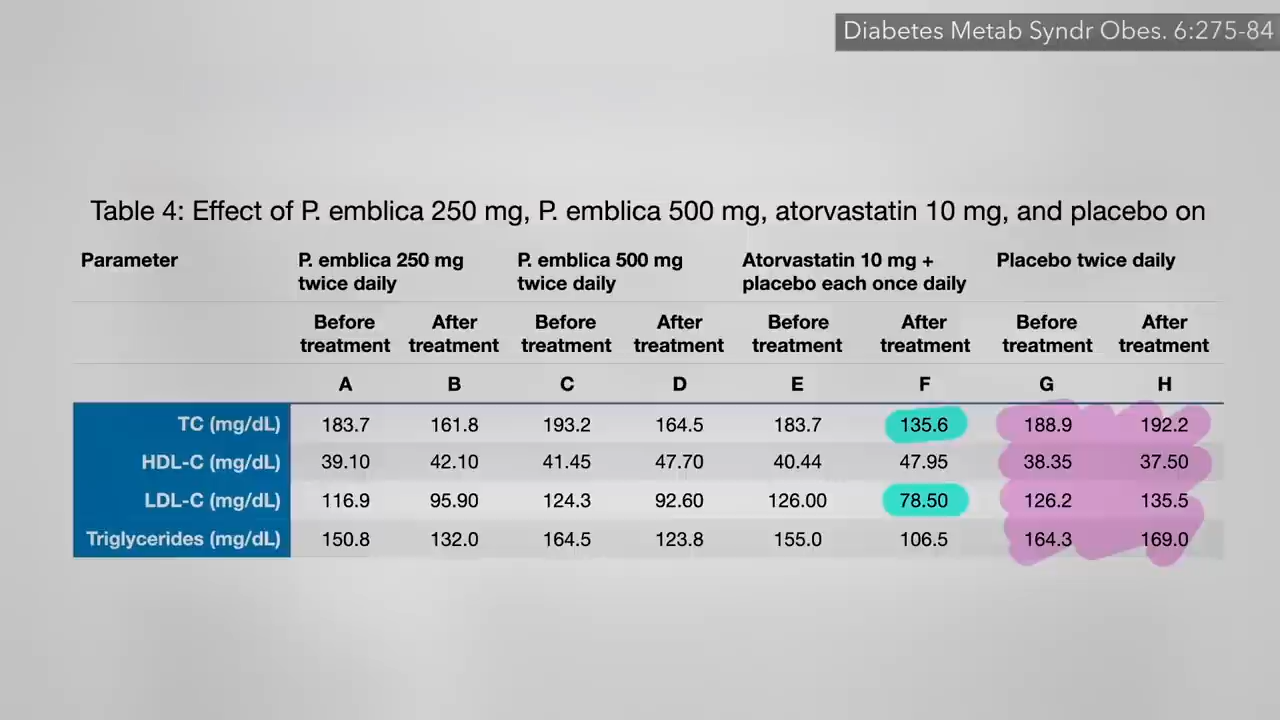 Diabetes Metab Syndr Obes. 6:275-84
Table 4: Effect of P. emblica 250 mg, P. emblica 500 mg, atorvastatin 10 mg, and placebo on
Parameter P. emblica 250 mg twice daily P. emblica 500 mg twice daily Atorvastatin 10 mg + placebo each once daily Placebo twice daily
Before treatment After treatment Before treatment After treatment Before treatment After treatment Before treatment After treatment
A B C D E F G H
TC (mg/dL) 183.7 161.8 193.2 164.5 183.7 135.6 188.9 192.2
HDL-C (mg/dL) 39.10 42.10 41.45 47.70 40.44 47.95 38.35 37.50
LDL-C (mg/dL) 116.9 95.90 124.3 92.60 126.00 78.50 126.2 135.5
Triglycerides (mg/dL) 150.8 132.0 164.5 123.8 155.0 106.5 164.3 169.0